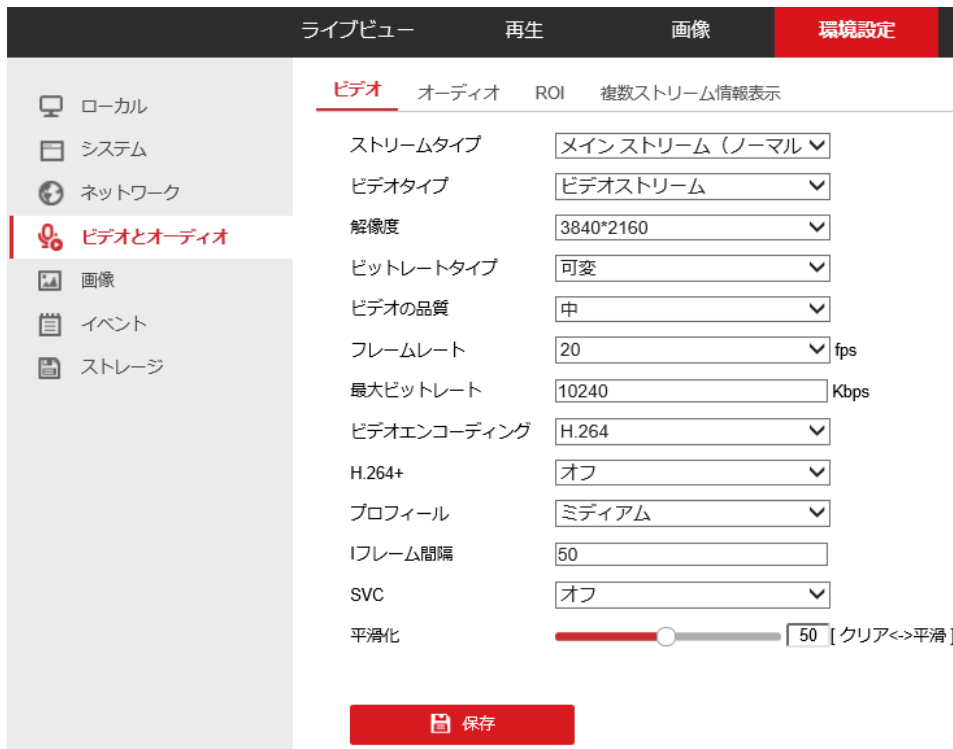 ライブビュー 再生 画像 環境設定
ローカル
システム
ネットワーク
ビデオとオーディオ
画像
イベント
ストレージ
ビデオ オーディオ ROI 複数ストリーム情報表示
ストリームタイプ メイン ストリーム（ノーマル
ビデオタイプ ビデオストリーム
解像度 3840*2160
ビットレートタイプ 可変
ビデオの品質 中
フレームレート 20 fps
最大ビットレート 10240 Kbps
ビデオエンコーディング H.264
H.264+ オフ
プロフィール ミディアム
Iフレーム間隔 50
SVC オフ
平滑化 50 [ クリア<->平滑 ]
保存